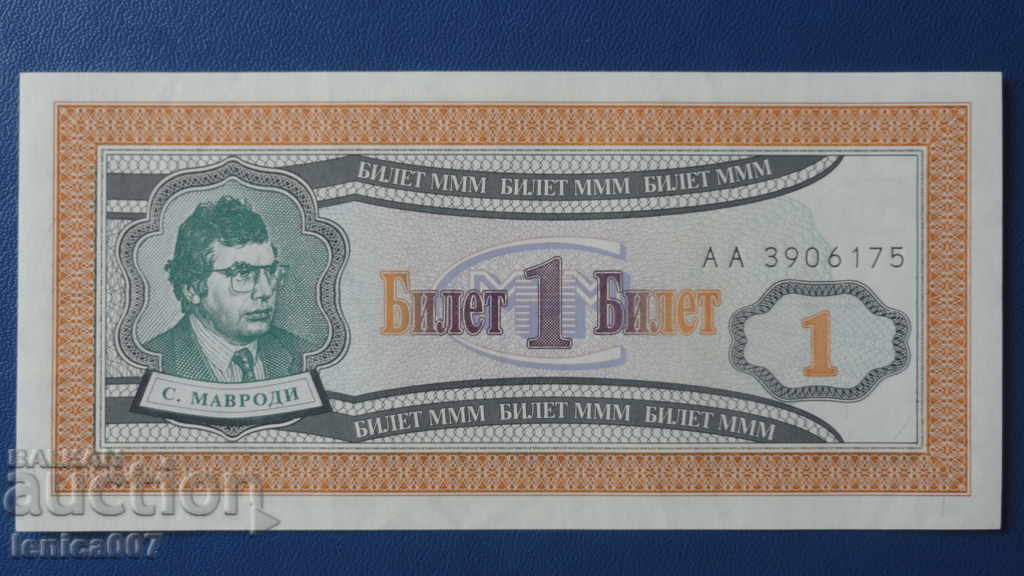 БИЛЕТ МММ БИЛЕТ МММ БИЛЕТ МММ
АА 3906175
МММ
Билет 1 Билет
1
С. МАВРОДИ
БИЛЕТ МММ БИЛЕТ МММ БИЛЕТ МММ
BALKAN
auction
lenica007